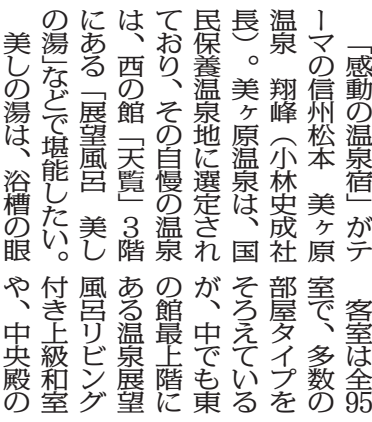 「感動の温泉宿」がテ
ーマの信州松本　美ヶ原
温泉　翔峰（小林史成社
長）。美ヶ原温泉は、国
民保養温泉地に選定され
ており、その自慢の温泉
は、西の館「天覧」３階
にある「展望風呂　美し
の湯」などで堪能したい。
美しの湯は、浴槽の眼
客室は全95
室で、多数の
部屋タイプを
そろえている
が、中でも東
の館最上階に
ある温泉展望
風呂リビング
付き上級和室
や、中央殿の